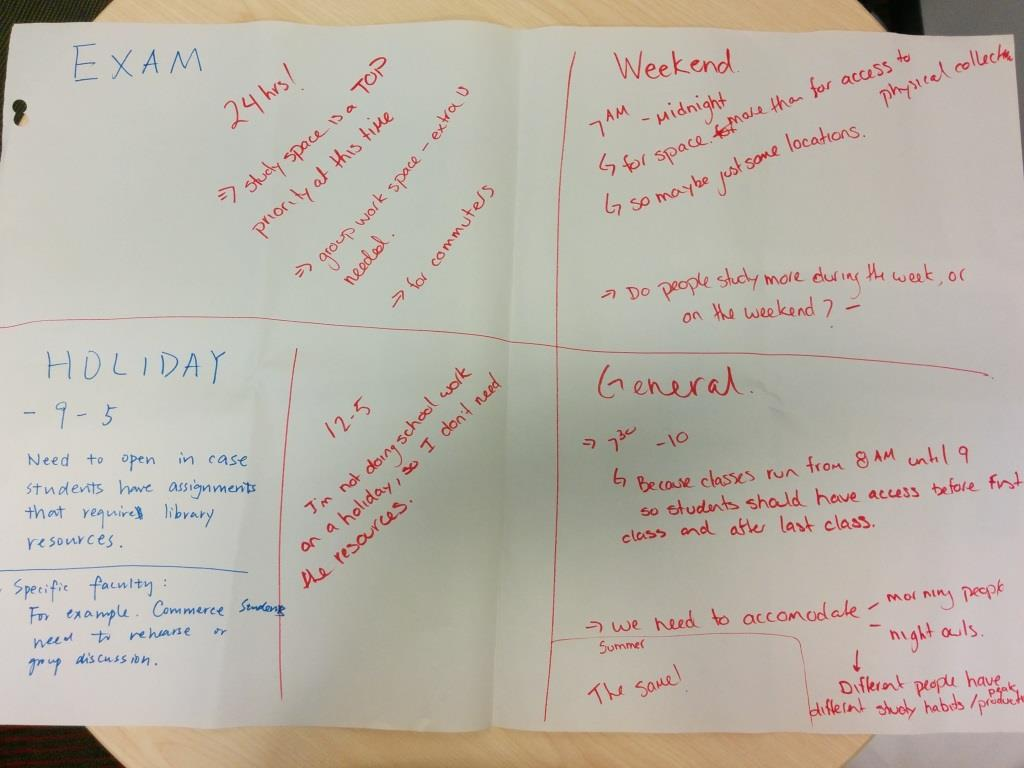 EXAM
24 hrs!
⇒ study space is a TOP
priority at this time
⇒ group work space - extra
needed.
⇒ for commuters
Weekend
7AM - Midnight
↳ for space more than for access to
physical collection
↳ so maybe just some locations.
→ Do people study more during the week, or
on the weekend? -
HOLIDAY
- 9 - 5
Need to open in case
students have assignments
that require library
resources.
Specific faculty:
For example. Commerce Students
need to rehearse or
group discussion.
12-5
I'm not doing school work
on a holiday, so I don't need
the resources.
General.
⇒ 7 30 - 10
↳ Because classes run from 8 AM until 9
so students should have access before first
class and after last class.
→ we need to accomodate - morning people
- night owls.
↓
Different people have
different study habits / peak
Summer
The same!